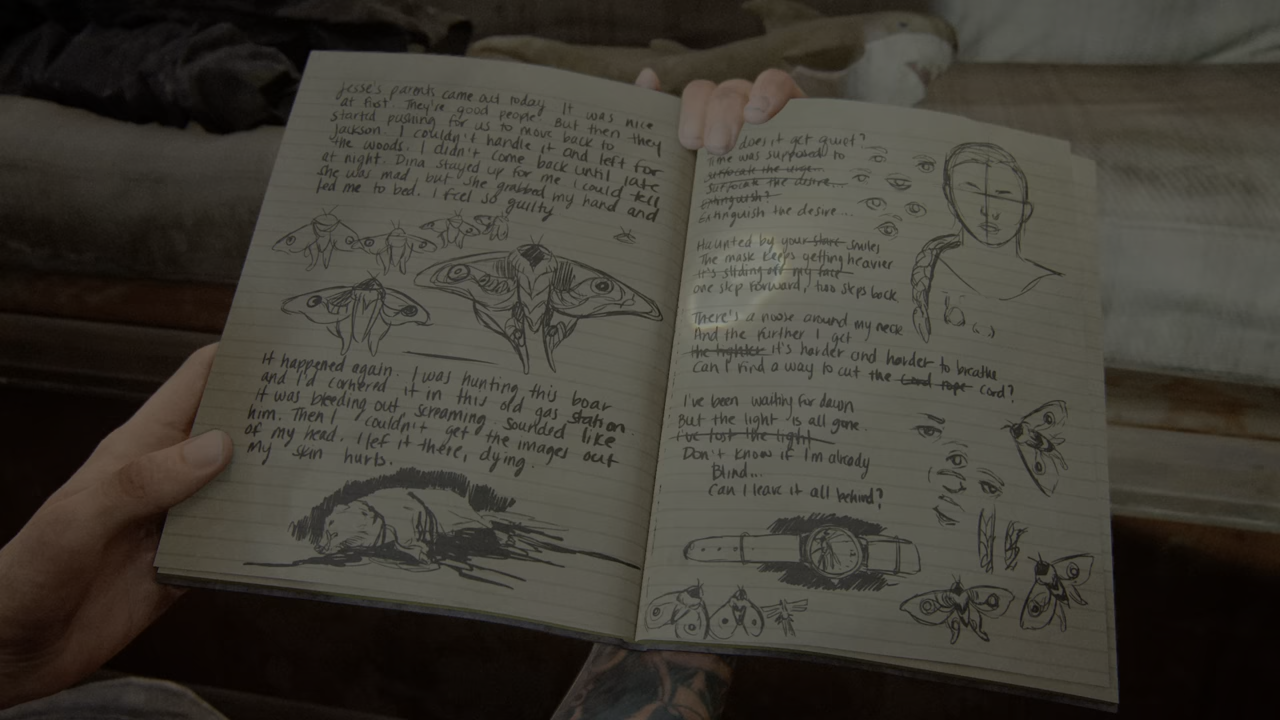 Jesse's parents came out today. It was nice
at first. They're good people. But then they
started pushing for us to move back to
Jackson. I couldn't handle it and left for
the woods. I didn't come back until late
at night. Dina stayed up for me. I could tell
she was mad, but she grabbed my hand and
led me to bed. I feel so guilty
It happened again. I was hunting this boar
and I'd cornered it in this old gas station.
It was bleeding out, screaming. Sounded like
him. Then I couldn't get the images out
of my head. I lef it there, dying.
My skin hurts.
does it get quiet?
Time was supposed to
suffocate the urge...
suffocate the desire...
extinguish?
Extinguish the desire...
Haunted by your stare smiles
The mask keeps getting heavier
It's sliding off my face
one step forward, two steps back.
There's a noose around my neck
And the further I get
the tighter it's harder and harder to breathe
Can I find a way to cut the cord rope cord?
I've been waiting for dawn
But the light is all gone.
I've lost the light
Don't know if I'm already
Blind...
Can I leave it all behind?